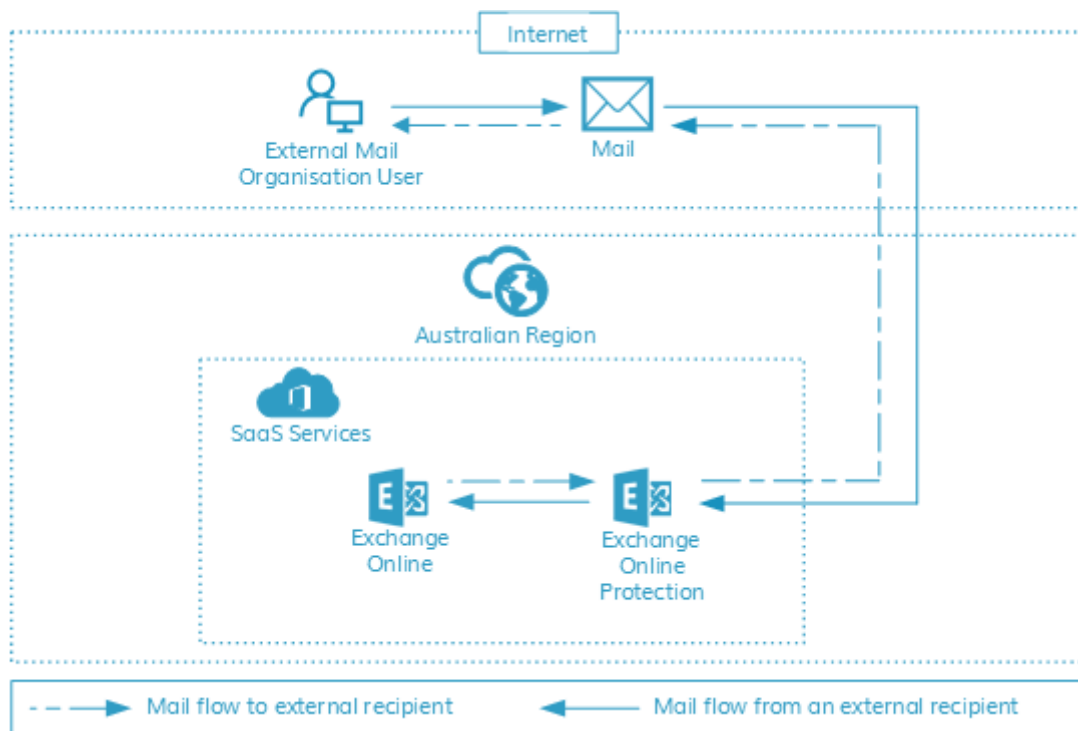 Internet
External Mail
Organisation User
Mail
Australian Region
SaaS Services
Exchange
Online
Exchange
Online
Protection
Mail flow to external recipient
Mail flow from an external recipient